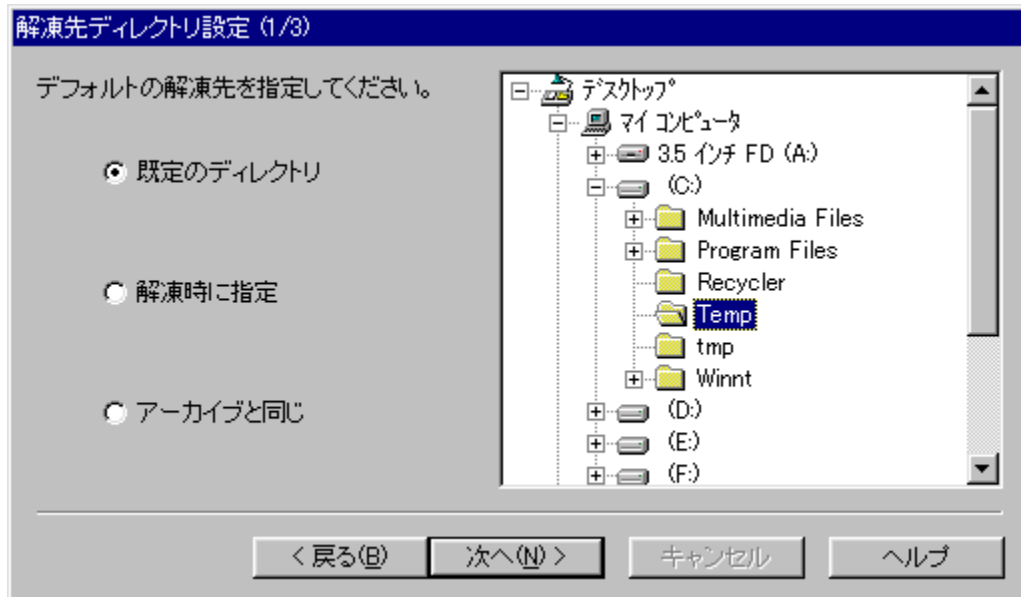 解凍先ディレクトリ設定 (1/3)
デフォルトの解凍先を指定してください。
既定のディレクトリ
解凍時に指定
アーカイブと同じ
デスクトップ
マイ コンピュータ
3.5 インチ FD (A:)
(C:)
Multimedia Files
Program Files
Recycler
Temp
tmp
Winnt
(D:)
(E:)
(F:)
< 戻る(B)
次へ(N) >
キャンセル
ヘルプ